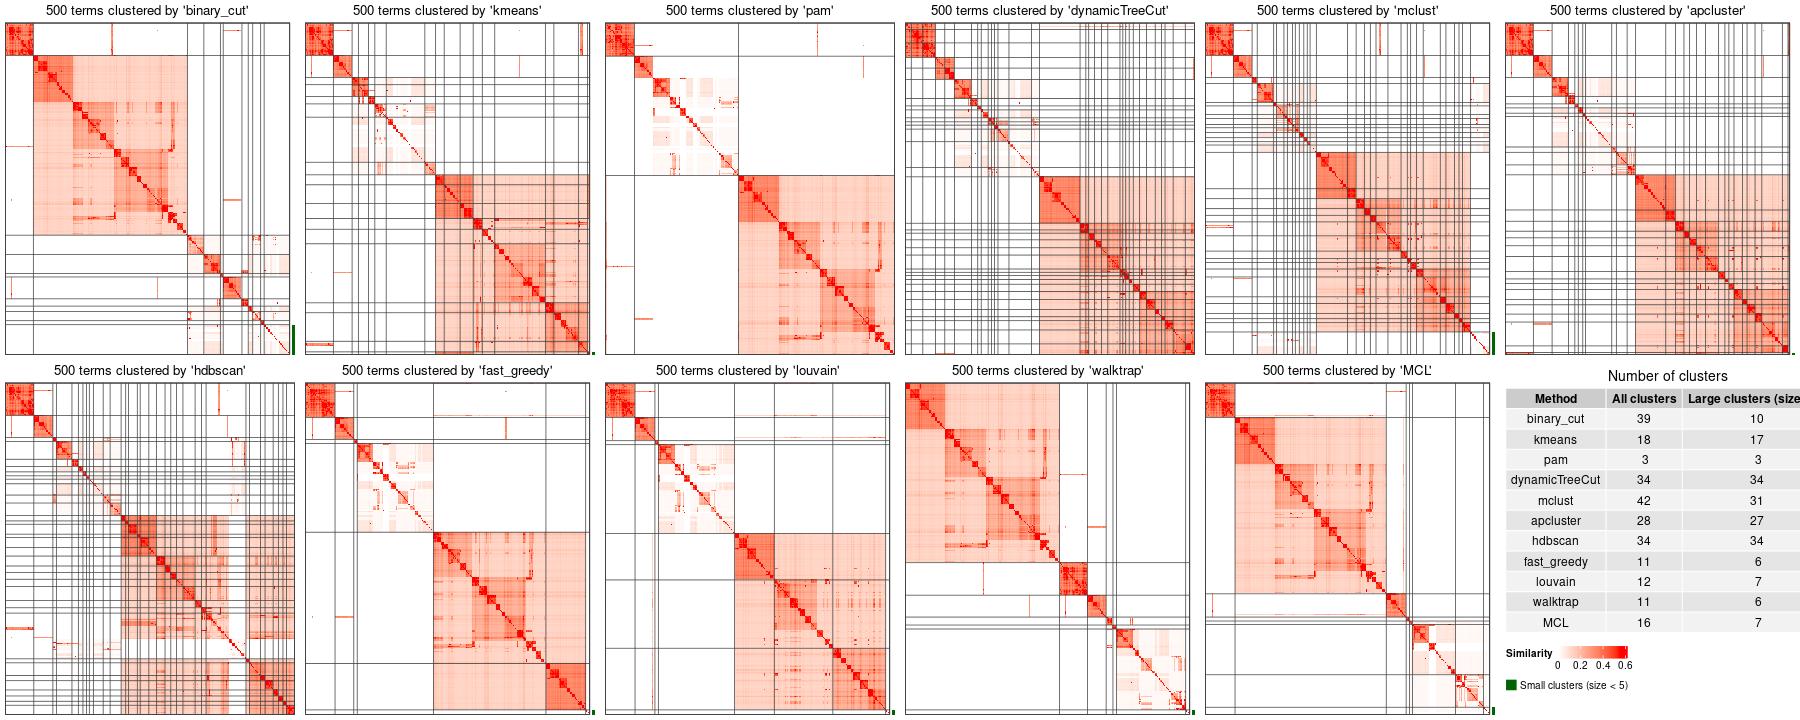 500 terms clustered by 'binary_cut'
500 terms clustered by 'kmeans'
500 terms clustered by 'pam'
500 terms clustered by 'dynamicTreeCut'
500 terms clustered by 'mclust'
500 terms clustered by 'apcluster'
500 terms clustered by 'hdbscan'
500 terms clustered by 'fast_greedy'
500 terms clustered by 'louvain'
500 terms clustered by 'walktrap'
500 terms clustered by 'MCL'
Number of clusters
Method All clusters Large clusters (size
binary_cut 39 10
kmeans 18 17
pam 3 3
dynamicTreeCut 34 34
mclust 42 31
apcluster 28 27
hdbscan 34 34
fast_greedy 11 6
louvain 12 7
walktrap 11 6
MCL 16 7
Similarity
0 0.2 0.4 0.6
Small clusters (size < 5)